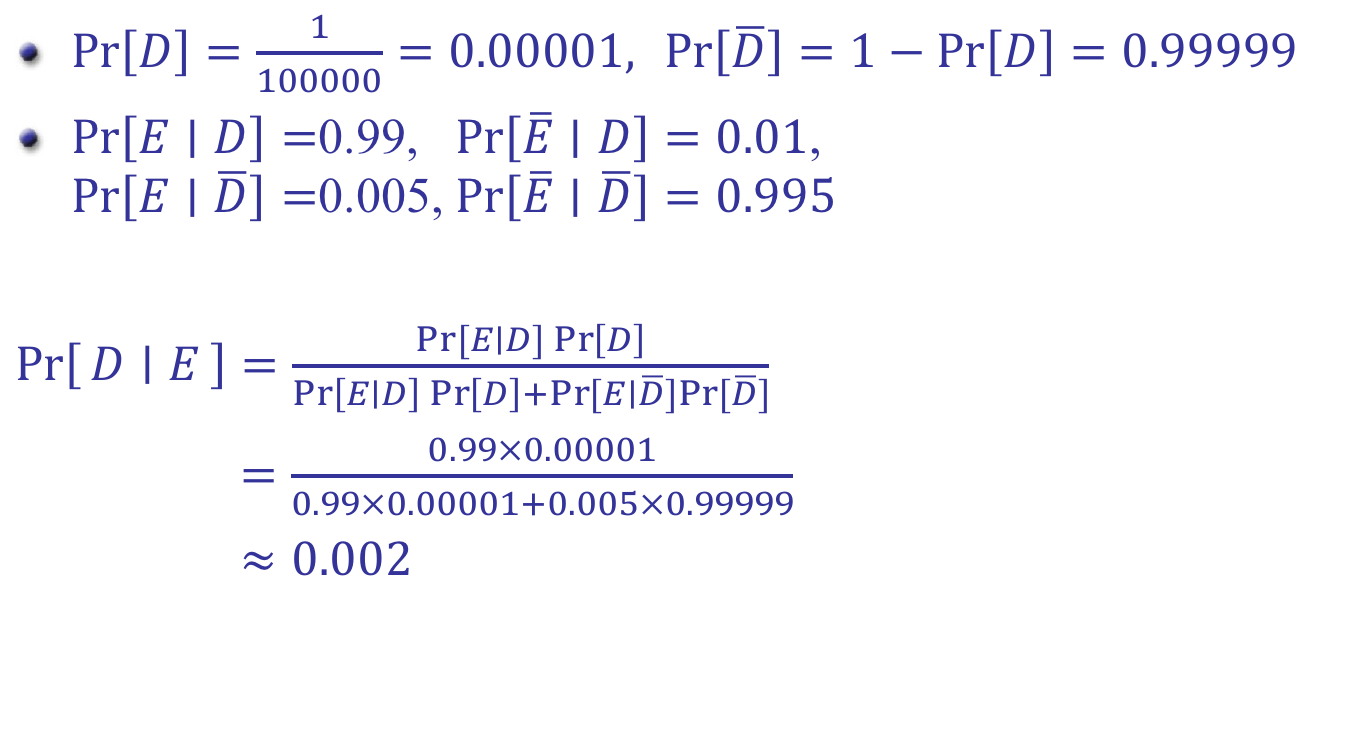 • Pr[D] = 1/100000 = 0.00001, Pr[D̅] = 1 − Pr[D] = 0.99999
• Pr[E | D] =0.99, Pr[E̅ | D] = 0.01,
Pr[E | D̅] =0.005, Pr[E̅ | D̅] = 0.995
Pr[ D | E ] = Pr[E|D] Pr[D] / Pr[E|D] Pr[D]+Pr[E|D̅]Pr[D̅]
= 0.99×0.00001 / 0.99×0.00001+0.005×0.99999
≈ 0.002